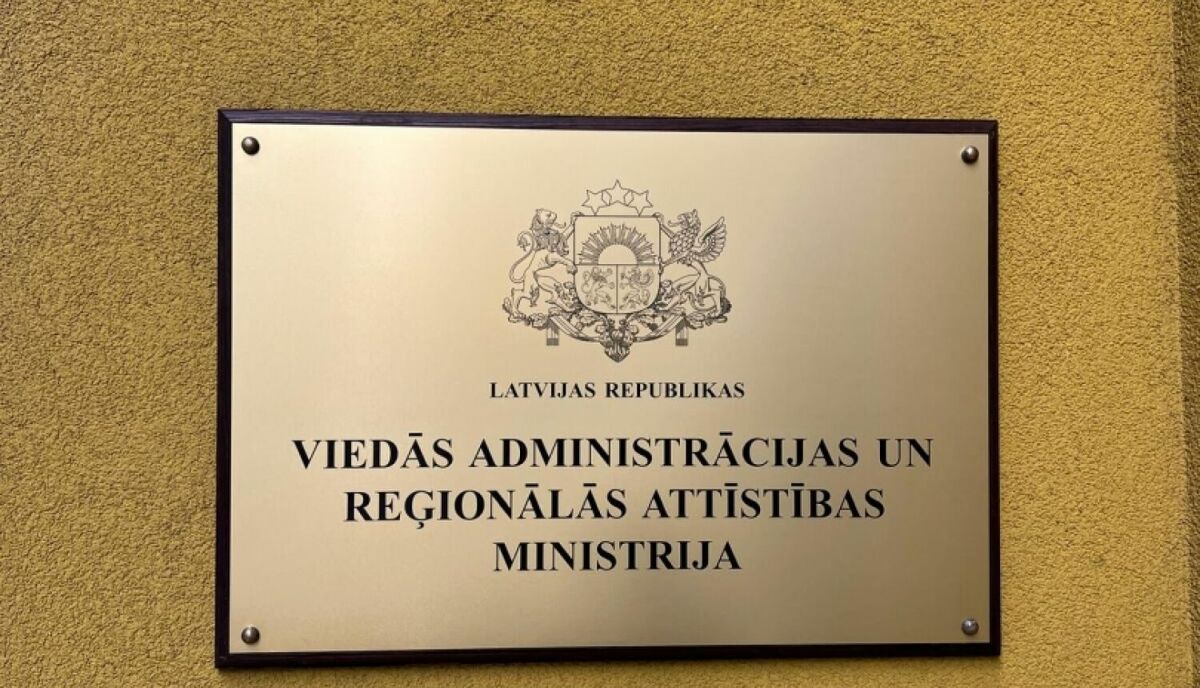 LATVIJAS REPUBLIKAS
VIEDĀS ADMINISTRĀCIJAS UN
REĢIONĀLĀS ATTĪSTĪBAS
MINISTRIJA